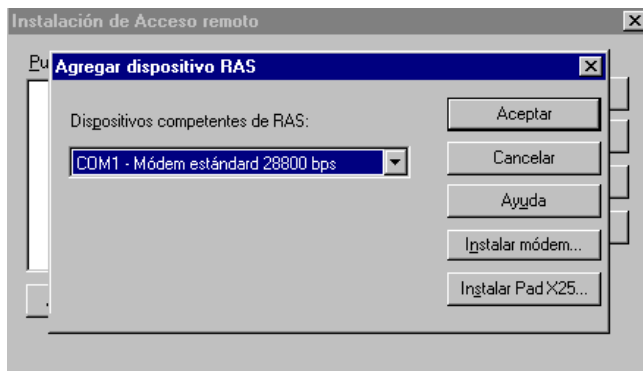 Instalación de Acceso remoto
Pu
Agregar dispositivo RAS
Dispositivos competentes de RAS:
COM1 - Módem estándard 28800 bps
Aceptar
Cancelar
Ayuda
Instalar módem...
Instalar Pad X25...